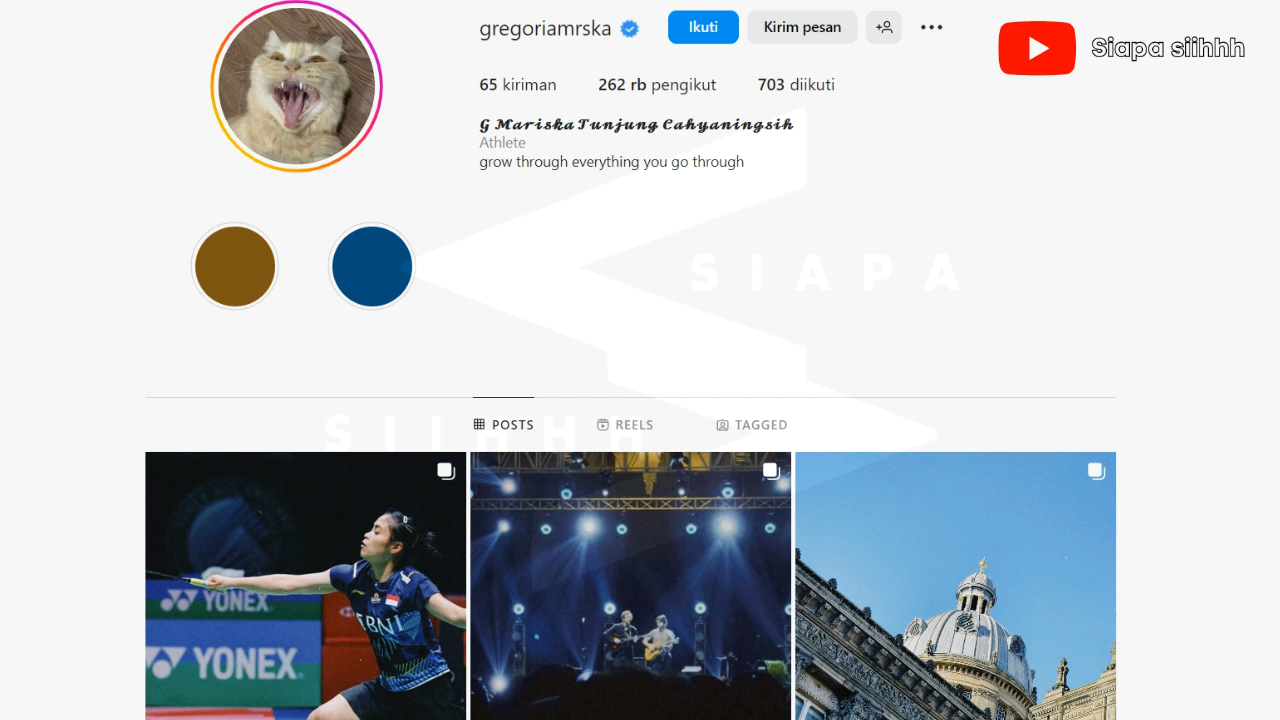 gregoriamrska
Ikuti
Kirim pesan
Siapa siihhh
65 kiriman
262 rb pengikut
703 diikuti
G Mariska Tunjung Cahyaningsih
Athlete
grow through everything you go through
SIAPA
SIIHHHH
POSTS
REELS
TAGGED
YONEX
YONEX
BNI